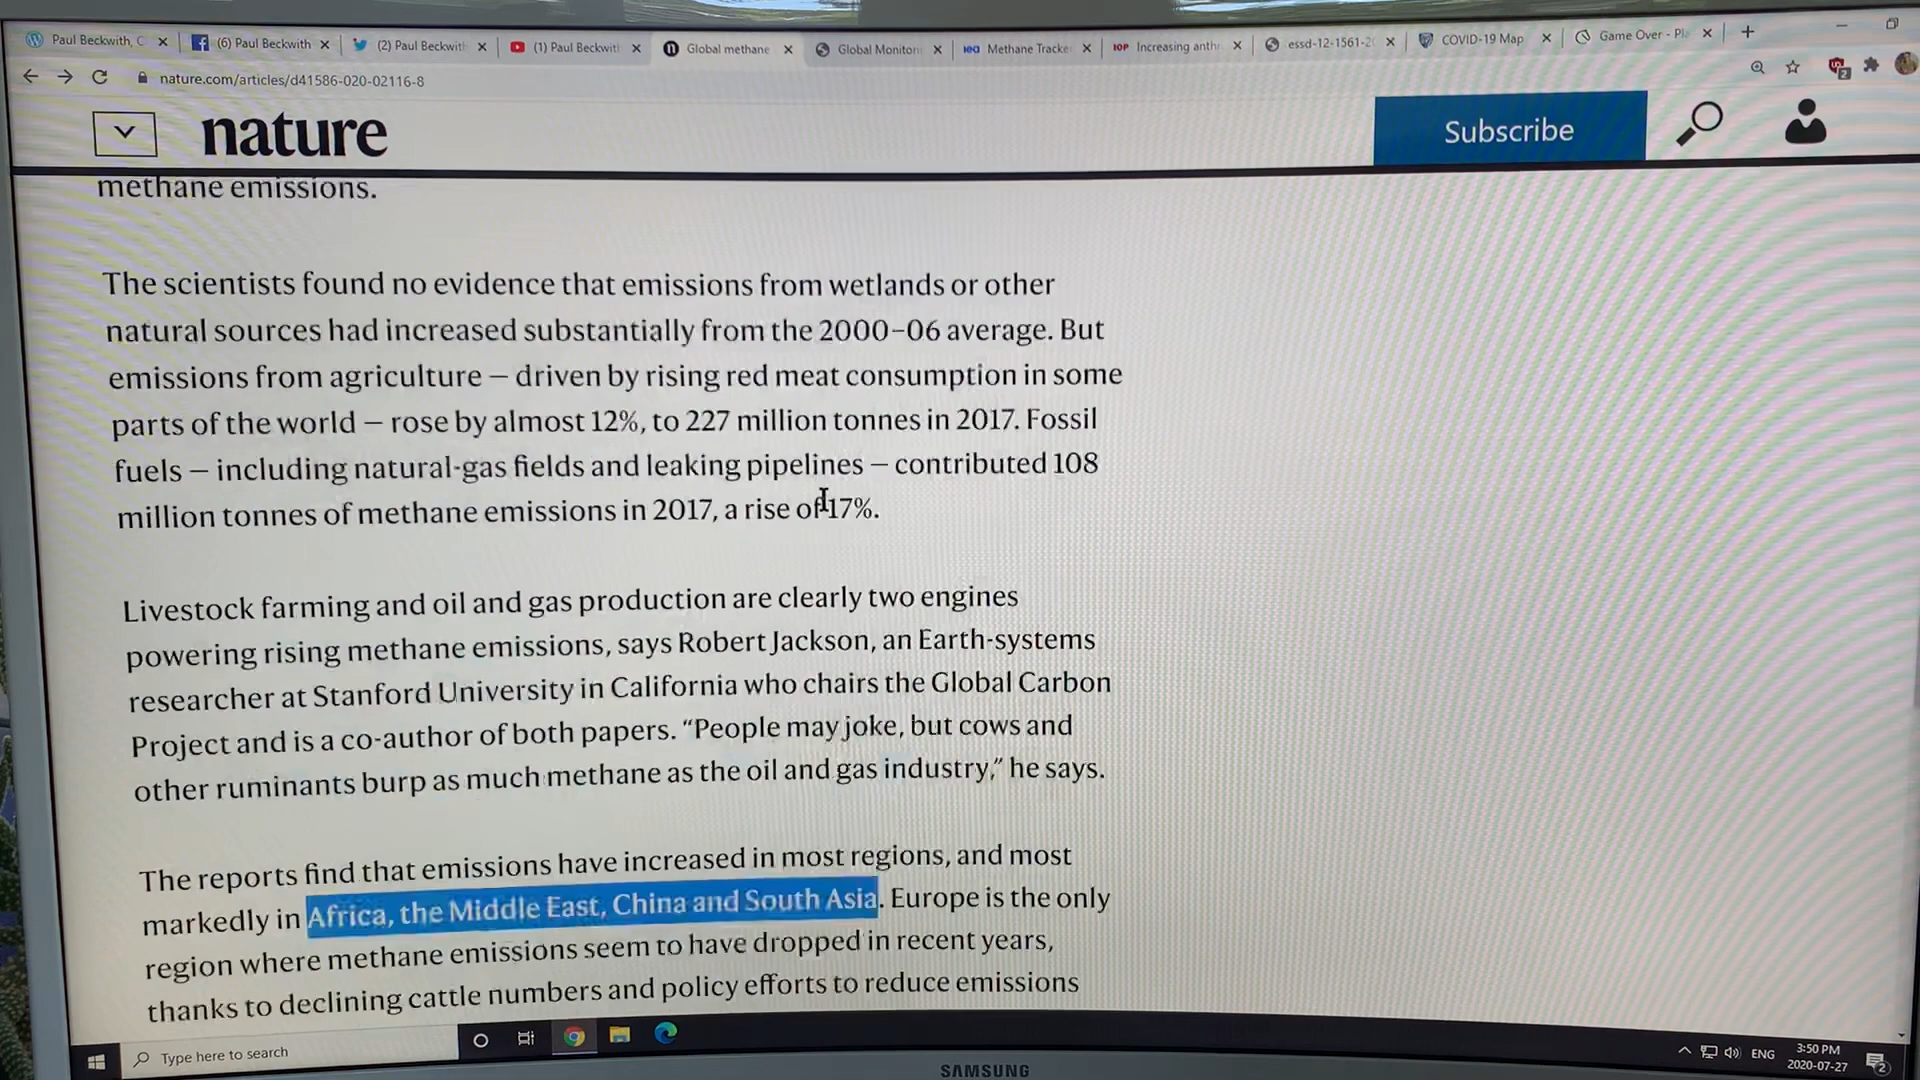 Paul Beckwith, C
(6) Paul Beckwith
(2) Paul Beckwith
(1) Paul Beckwith
Global methane
Global Monitori
iea Methane Tracke
IOP Increasing anthr
essd-12-1561-20
COVID-19 Map
Game Over - Pla
nature.com/articles/d41586-020-02116-8
2
nature
Subscribe
methane emissions.
The scientists found no evidence that emissions from wetlands or other
natural sources had increased substantially from the 2000–06 average. But
emissions from agriculture — driven by rising red meat consumption in some
parts of the world — rose by almost 12%, to 227 million tonnes in 2017. Fossil
fuels — including natural-gas fields and leaking pipelines — contributed 108
million tonnes of methane emissions in 2017, a rise of 17%.
Livestock farming and oil and gas production are clearly two engines
powering rising methane emissions, says Robert Jackson, an Earth-systems
researcher at Stanford University in California who chairs the Global Carbon
Project and is a co-author of both papers. “People may joke, but cows and
other ruminants burp as much methane as the oil and gas industry,” he says.
The reports find that emissions have increased in most regions, and most
markedly in Africa, the Middle East, China and South Asia. Europe is the only
region where methane emissions seem to have dropped in recent years,
thanks to declining cattle numbers and policy efforts to reduce emissions
Type here to search
ENG
3:50 PM
2020-07-27
2
SAMSUNG